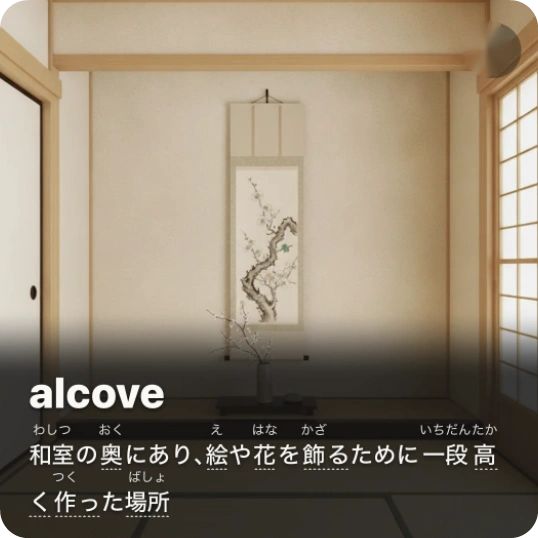 alcove
わしつ おく え はな かざ いちだんたか
和室の奥にあり、絵や花を飾るために一段高
つく ばしょ
く作った場所